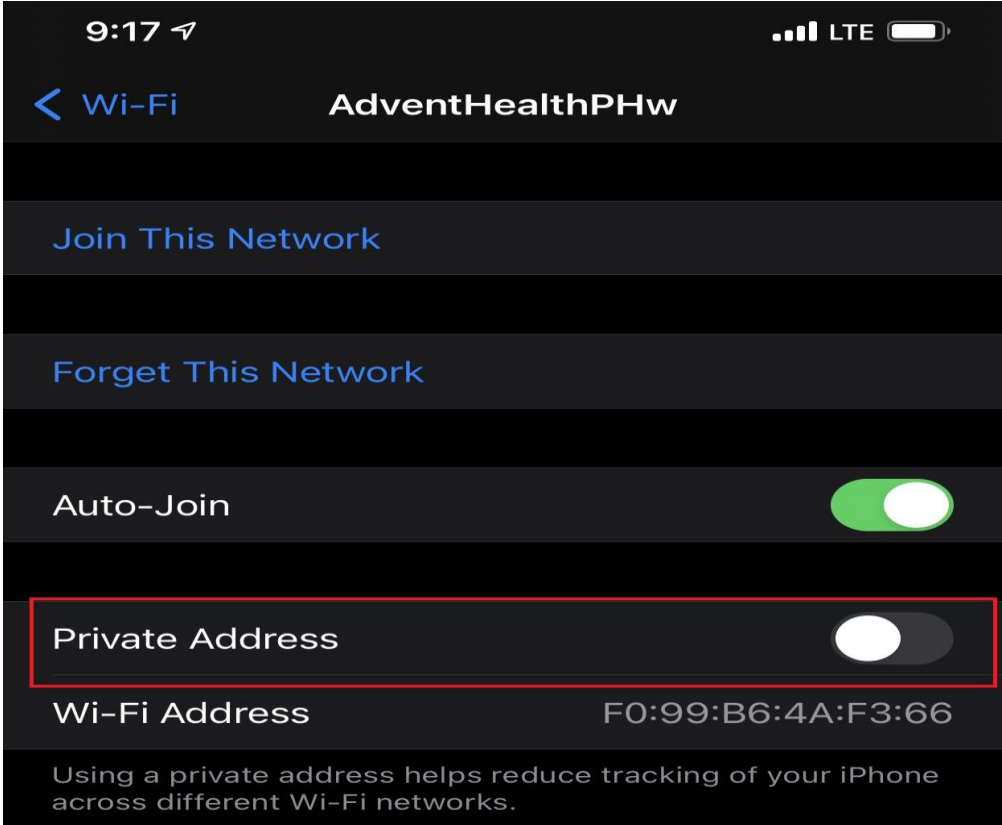 9:17 LTE
Wi-Fi AdventHealthPHw
Join This Network
Forget This Network
Auto-Join
Private Address
Wi-Fi Address F0:99:B6:4A:F3:66
Using a private address helps reduce tracking of your iPhone
across different Wi-Fi networks.